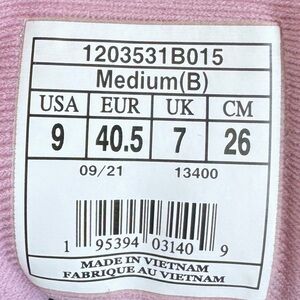 1203531B015
Medium(B)
USA EUR UK CM
9 40.5 7 26
09/21 13400
1 95394 03140 9
MADE IN VIETNAM
FABRIQUE AU VIETNAM